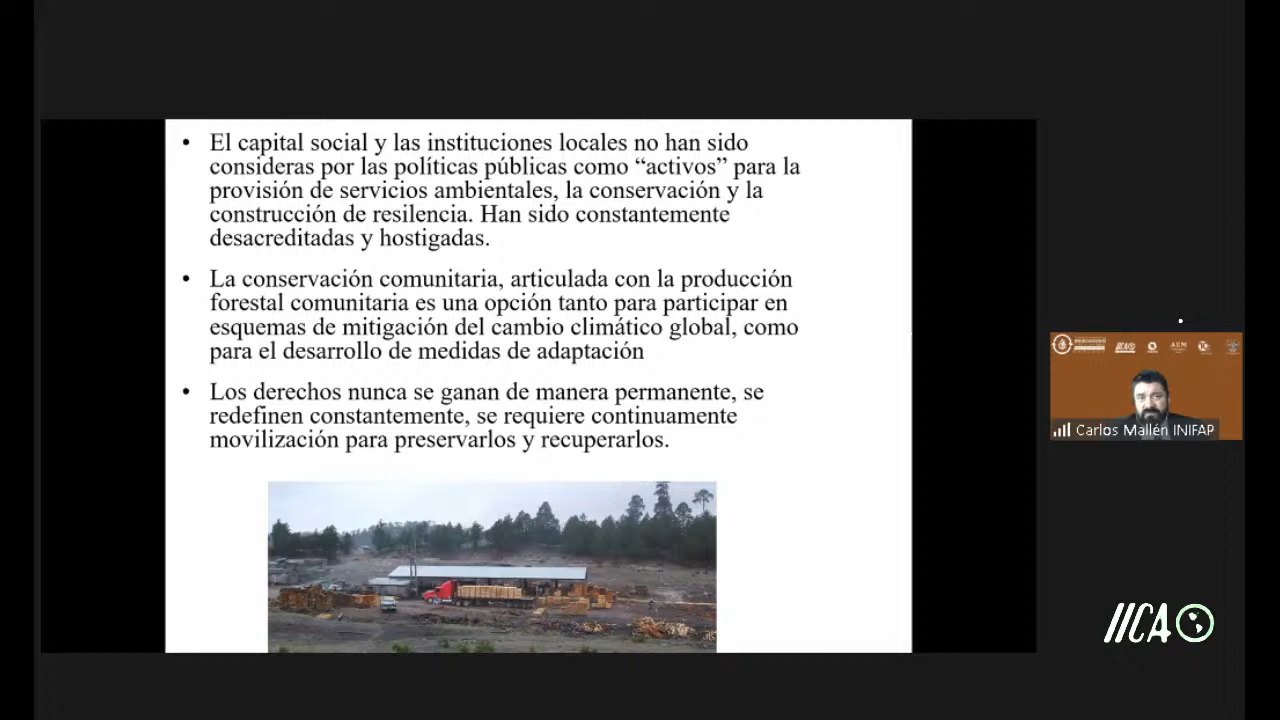 • El capital social y las instituciones locales no han sido
consideras por las políticas públicas como “activos” para la
provisión de servicios ambientales, la conservación y la
construcción de resilencia. Han sido constantemente
desacreditadas y hostigadas.
• La conservación comunitaria, articulada con la producción
forestal comunitaria es una opción tanto para participar en
esquemas de mitigación del cambio climático global, como
para el desarrollo de medidas de adaptación
• Los derechos nunca se ganan de manera permanente, se
redefinen constantemente, se requiere continuamente
movilización para preservarlos y recuperarlos.
Carlos Mallén INIFAP
IICA